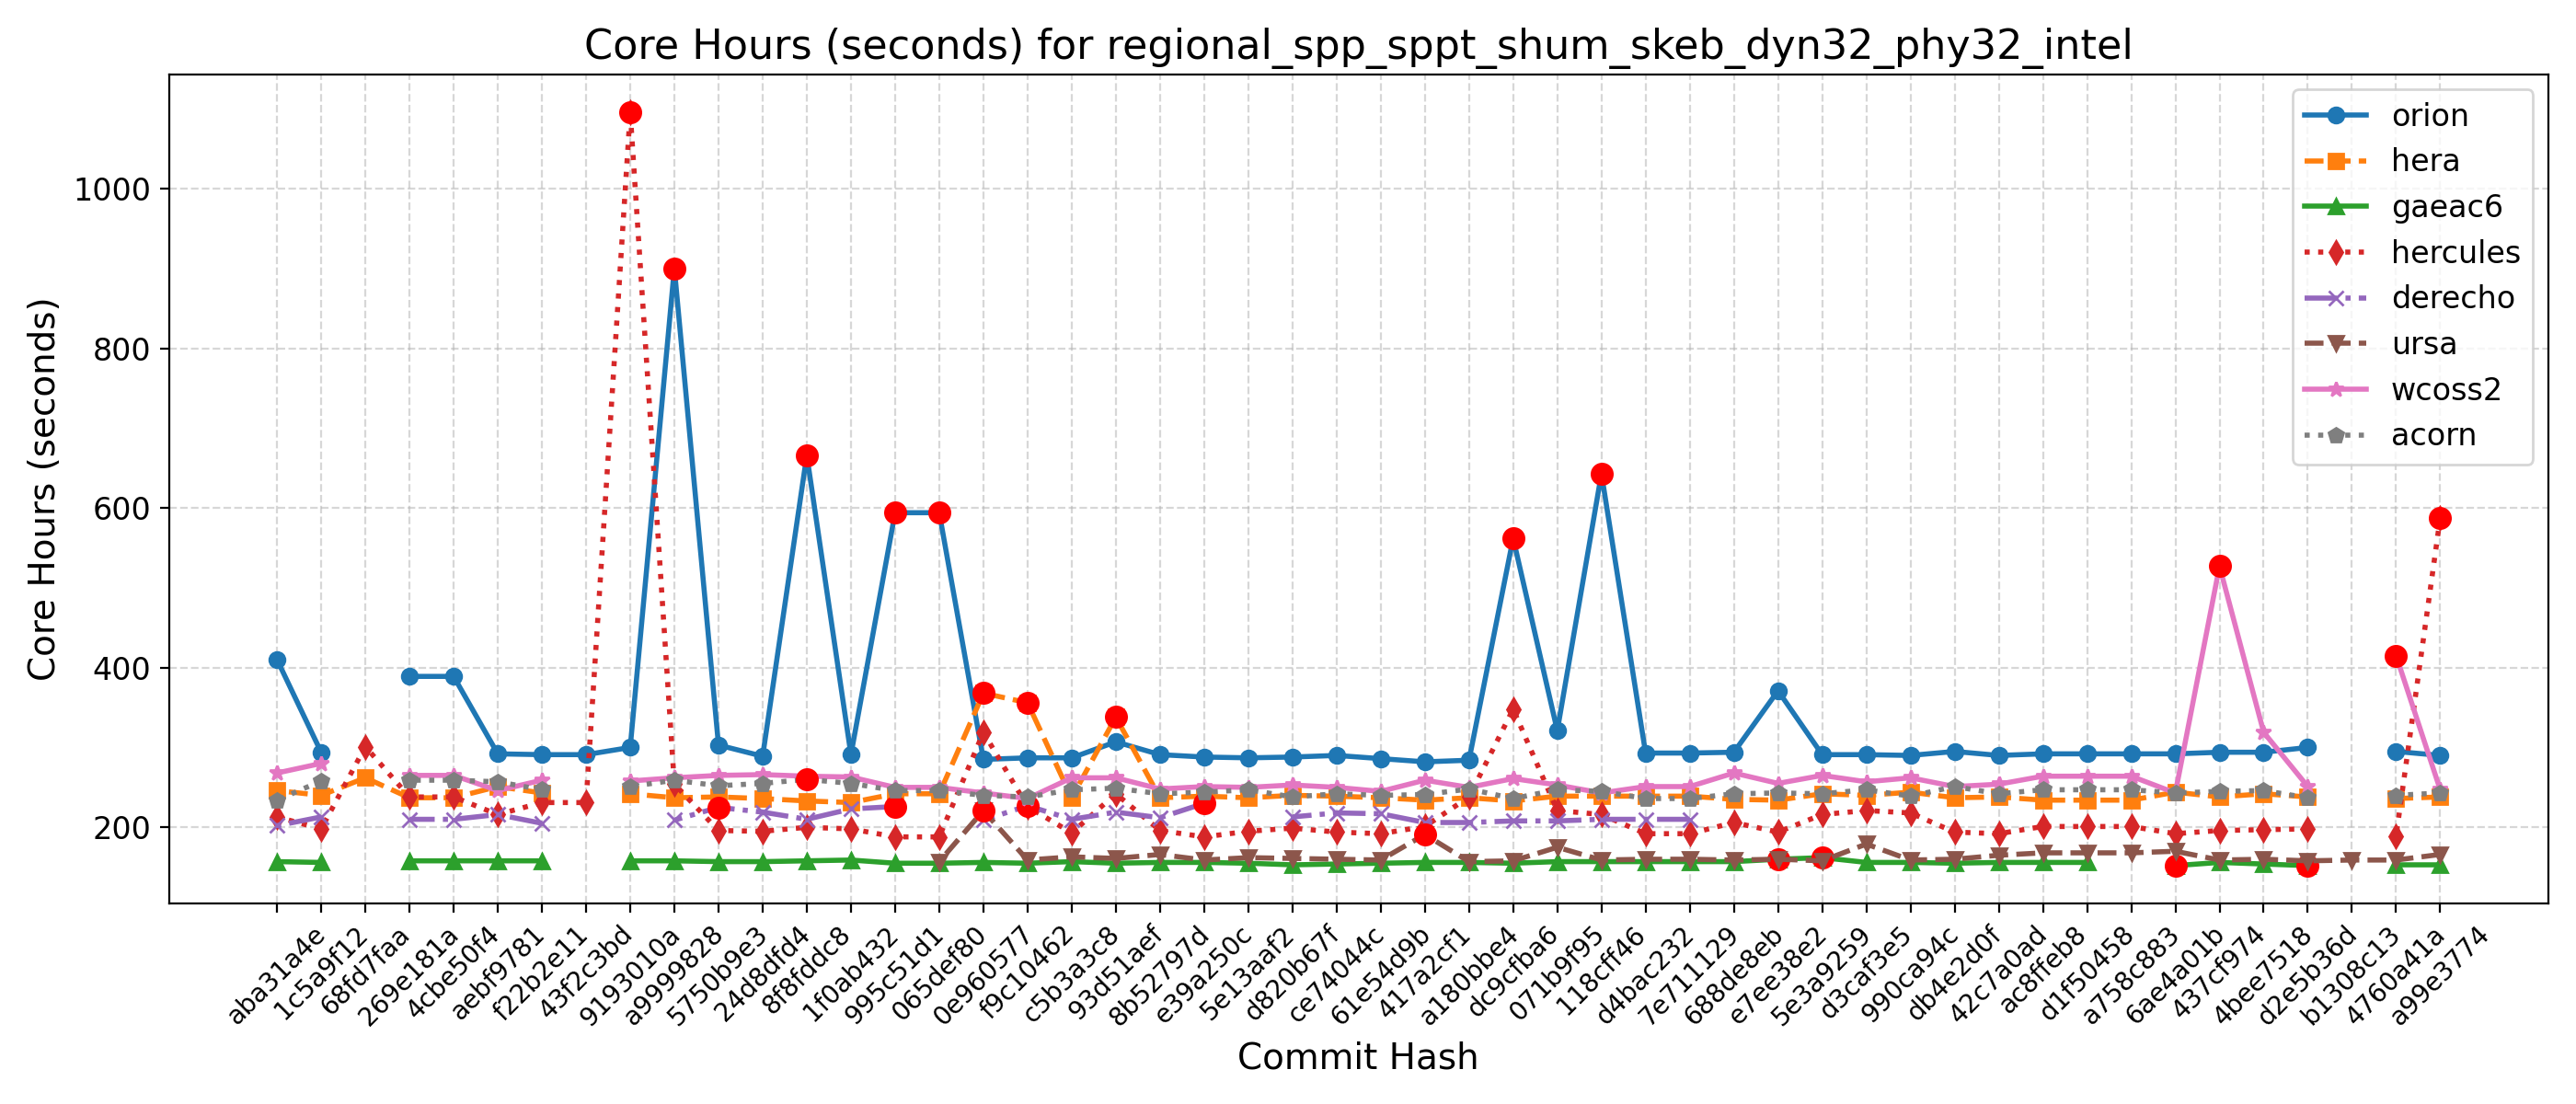 Core Hours (seconds) for regional_spp_sppt_shum_skeb_dyn32_phy32_intel
Core Hours (seconds)
1000
800
600
400
200
orion
hera
gaeac6
hercules
derecho
ursa
wcoss2
acorn
aba31a4e
1c5a9f12
68fd7faa
269e181a
4cbe50f4
aebf9781
f22b2e11
43f2c3bd
9193010a
a9999828
5750b9e3
24d8dfd4
8f8fddc8
1f0ab432
995c51d1
065def80
0e960577
f9c10462
c5b3a3c8
93d51aef
8b52797d
e39a250c
5e13aaf2
d820b67f
ce74044c
61e54d9b
417a2cf1
a180bbe4
dc9cfba6
071b9f95
118cff46
d4bac232
7e711129
688de8eb
e7ee38e2
5e3a9259
d3caf3e5
990ca94c
db4e2d0f
42c7a0ad
ac8ffeb8
d1f50458
a758c883
6ae4a01b
437cf974
4bee7518
d2e5b36d
b1308c13
4760a41a
a99e3774
Commit Hash